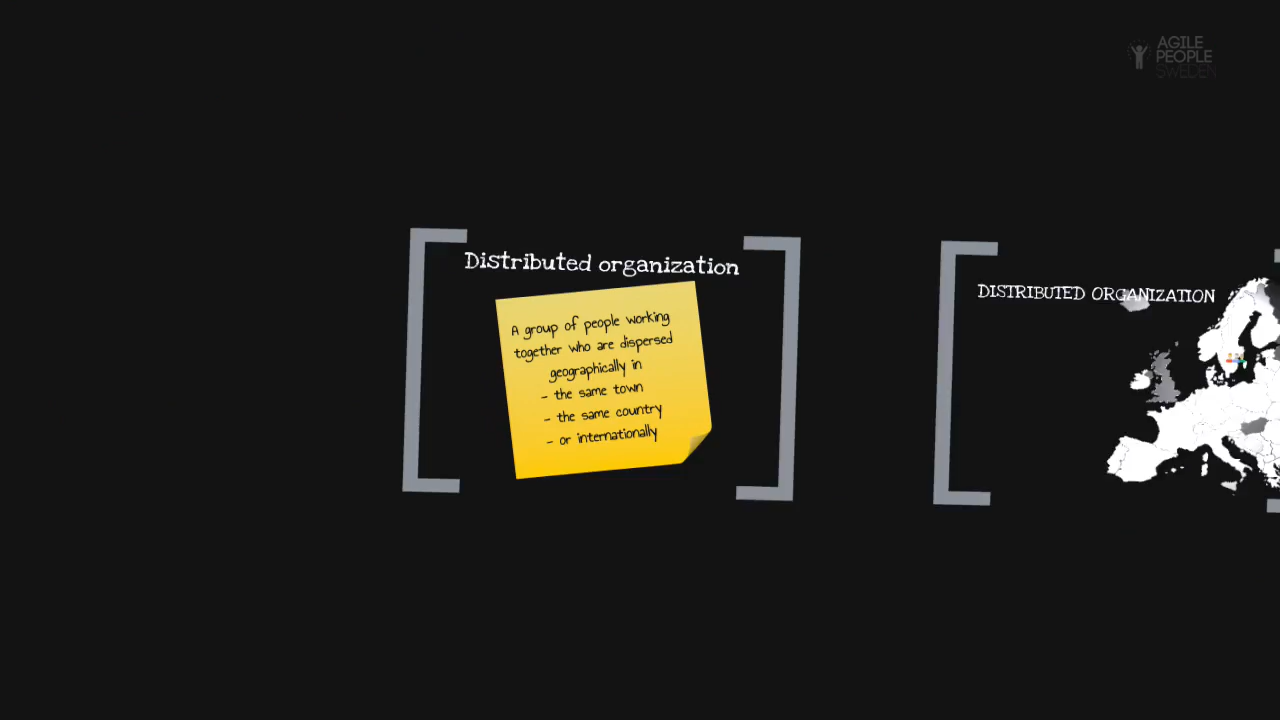 AGILE
PEOPLE
SWEDEN
Distributed organization
A group of people working
together who are dispersed
geographically in
- the same town
- the same country
- or internationally
DISTRIBUTED ORGANIZATION